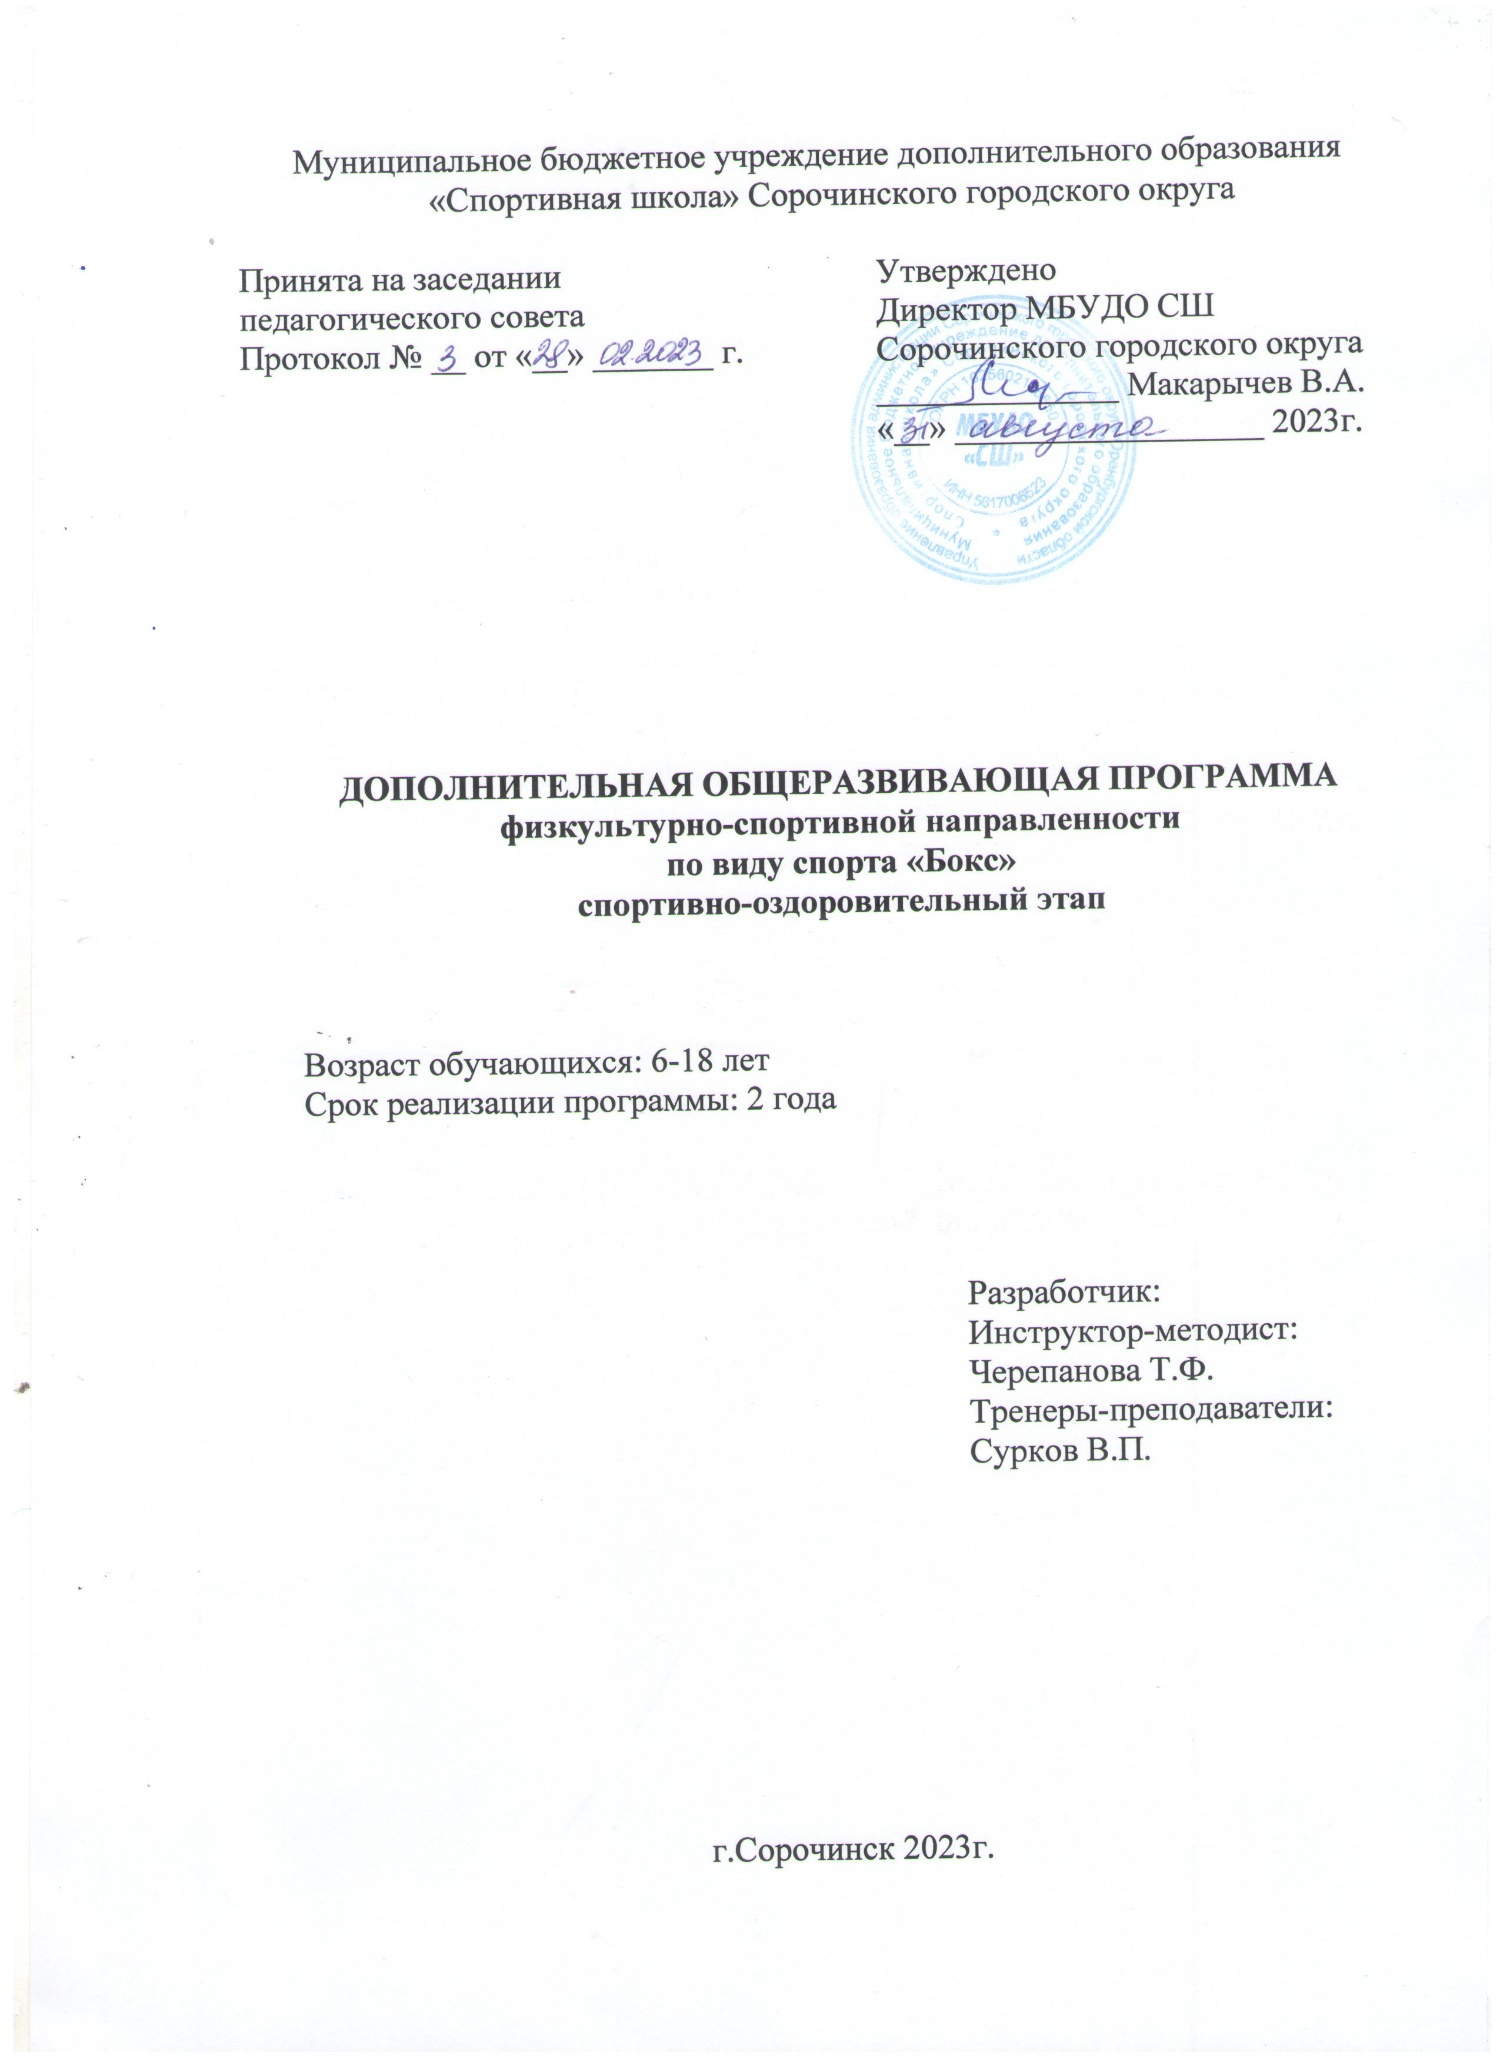 Муниципальное бюджетное учреждение дополнительного образования
«Спортивная школа» Сорочинского городского округа
Принята на заседании
педагогического совета
Протокол № 3 от «28» 02.2023 г.
Утверждено
Директор МБУДО СШ
Сорочинского городского округа
Макарычев В.А.
«31» августа 2023г.
МБУДО
«СШ»
ДОПОЛНИТЕЛЬНАЯ ОБЩЕРАЗВИВАЮЩАЯ ПРОГРАММА
физкультурно-спортивной направленности
по виду спорта «Бокс»
спортивно-оздоровительный этап
Возраст обучающихся: 6-18 лет
Срок реализации программы: 2 года
Разработчик:
Инструктор-методист:
Черепанова Т.Ф.
Тренеры-преподаватели:
Сурков В.П.
г.Сорочинск 2023г.